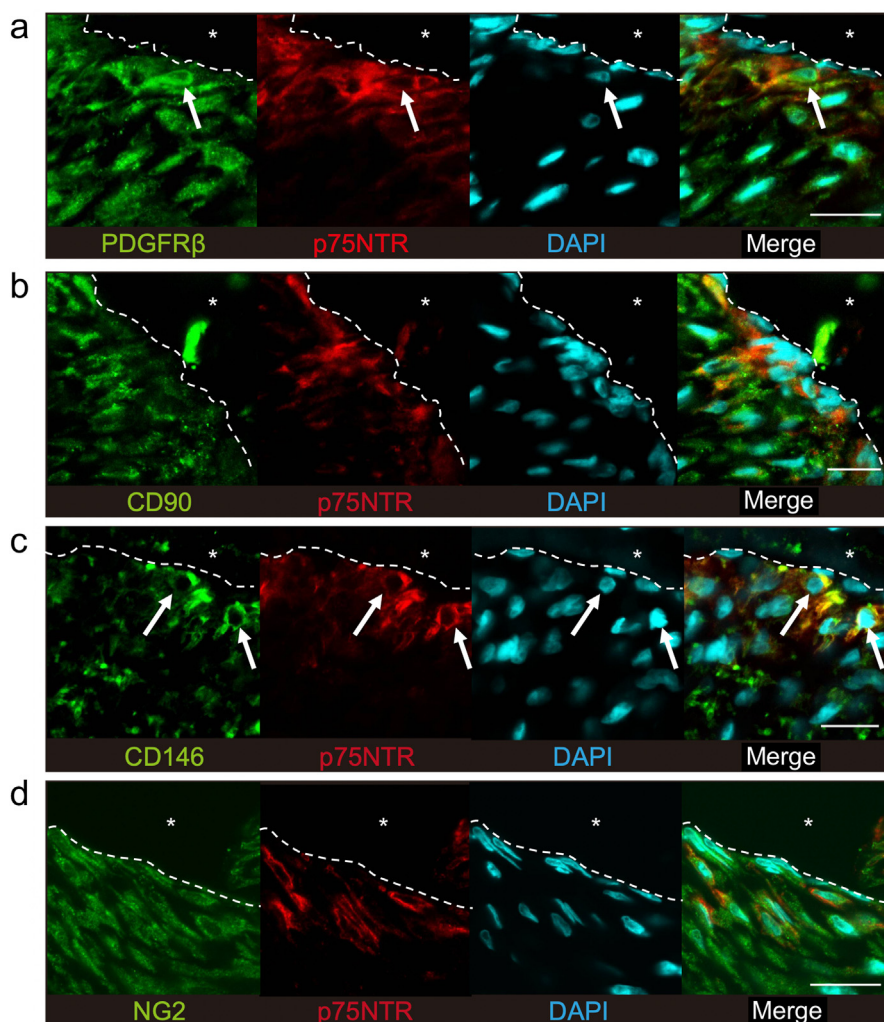 a
* * * *
PDGFRβ p75NTR DAPI Merge
b
* * * *
CD90 p75NTR DAPI Merge
c
* * * *
CD146 p75NTR DAPI Merge
d
* * * *
NG2 p75NTR DAPI Merge